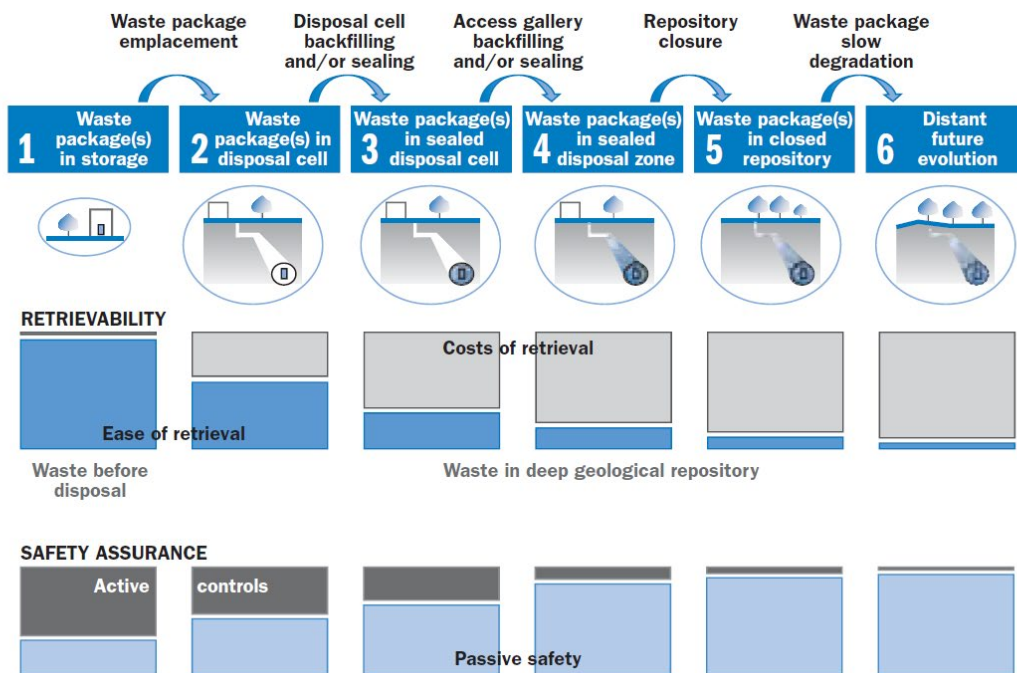 Waste package
emplacement
Disposal cell
backfilling
and/or sealing
Access gallery
backfilling
and/or sealing
Repository
closure
Waste package
slow
degradation
1 Waste
package(s)
in storage
2 Waste
package(s) in
disposal cell
3 Waste package(s)
in sealed
disposal cell
4 Waste package(s)
in sealed
disposal zone
5 Waste package(s)
in closed
repository
6 Distant
future
evolution
RETRIEVABILITY
Costs of retrieval
Ease of retrieval
Waste before
disposal
Waste in deep geological repository
SAFETY ASSURANCE
Active controls
Passive safety